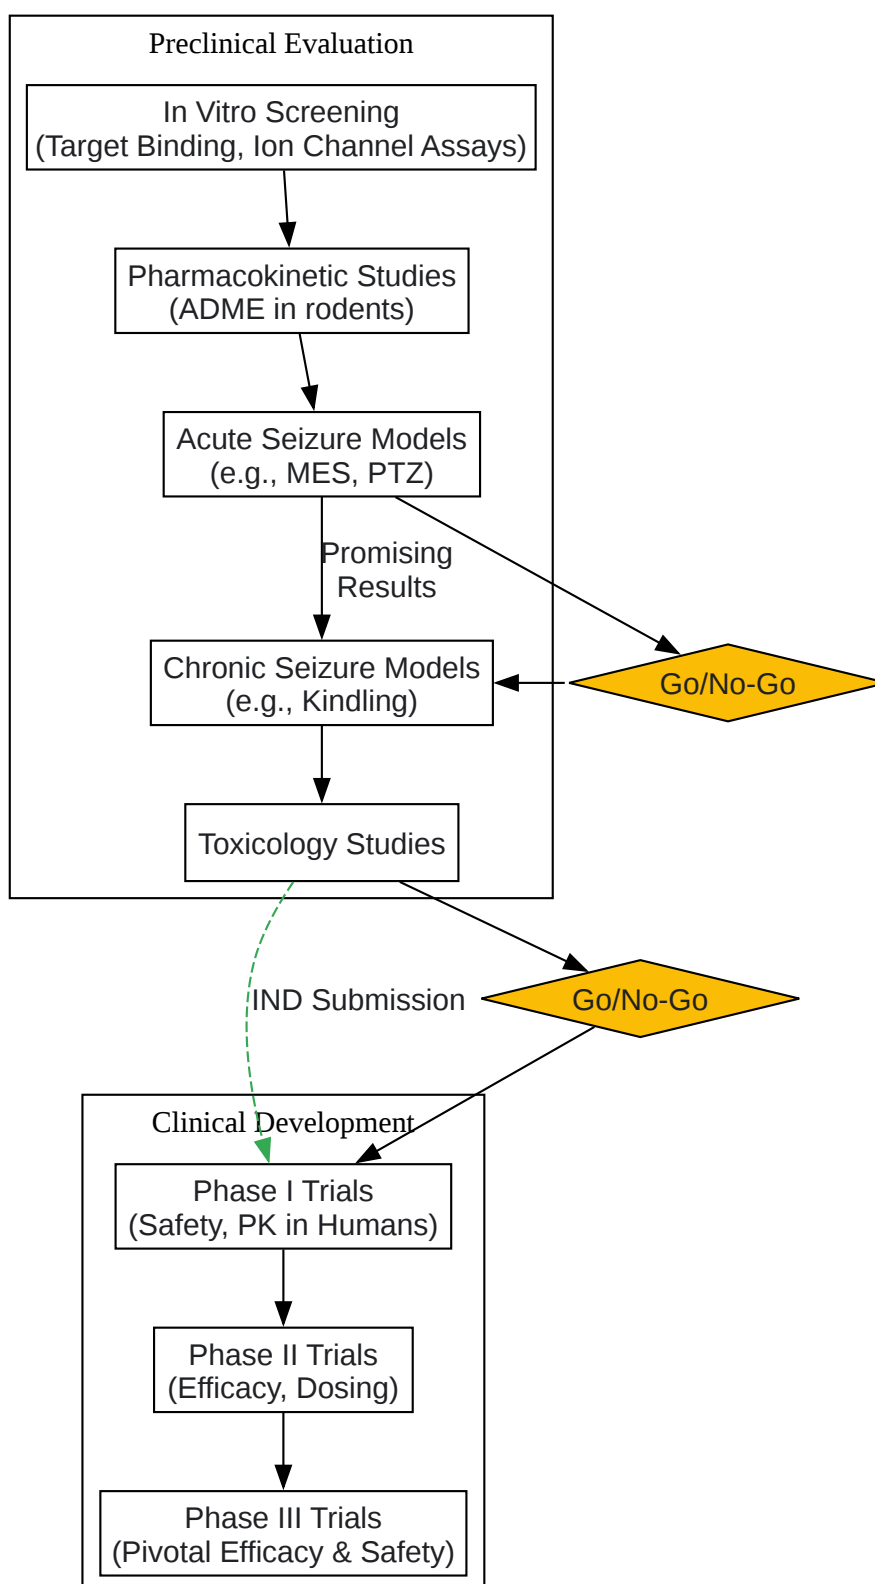 Preclinical Evaluation
In Vitro Screening
(Target Binding, Ion Channel Assays)
Pharmacokinetic Studies
(ADME in rodents)
Acute Seizure Models
(e.g., MES, PTZ)
Promising
Results
Chronic Seizure Models
(e.g., Kindling)
Go/No-Go
Toxicology Studies
IND Submission
Go/No-Go
Clinical Development
Phase I Trials
(Safety, PK in Humans)
Phase II Trials
(Efficacy, Dosing)
Phase III Trials
(Pivotal Efficacy & Safety)